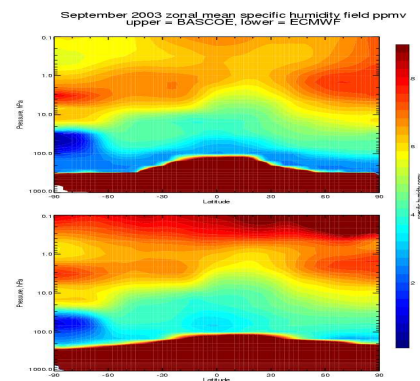 September 2003 zonal mean specific humidity field ppmv
upper = BASCOE, lower = ECMWF
0.1
1.0
10.0
100.0
1000.0
Pressure, hPa
-90 -60 -30 0 30 60 90
Latitude
0.1
1.0
10.0
100.0
1000.0
Pressure, hPa
-90 -60 -30 0 30 60 90
Latitude
8
6
4
2